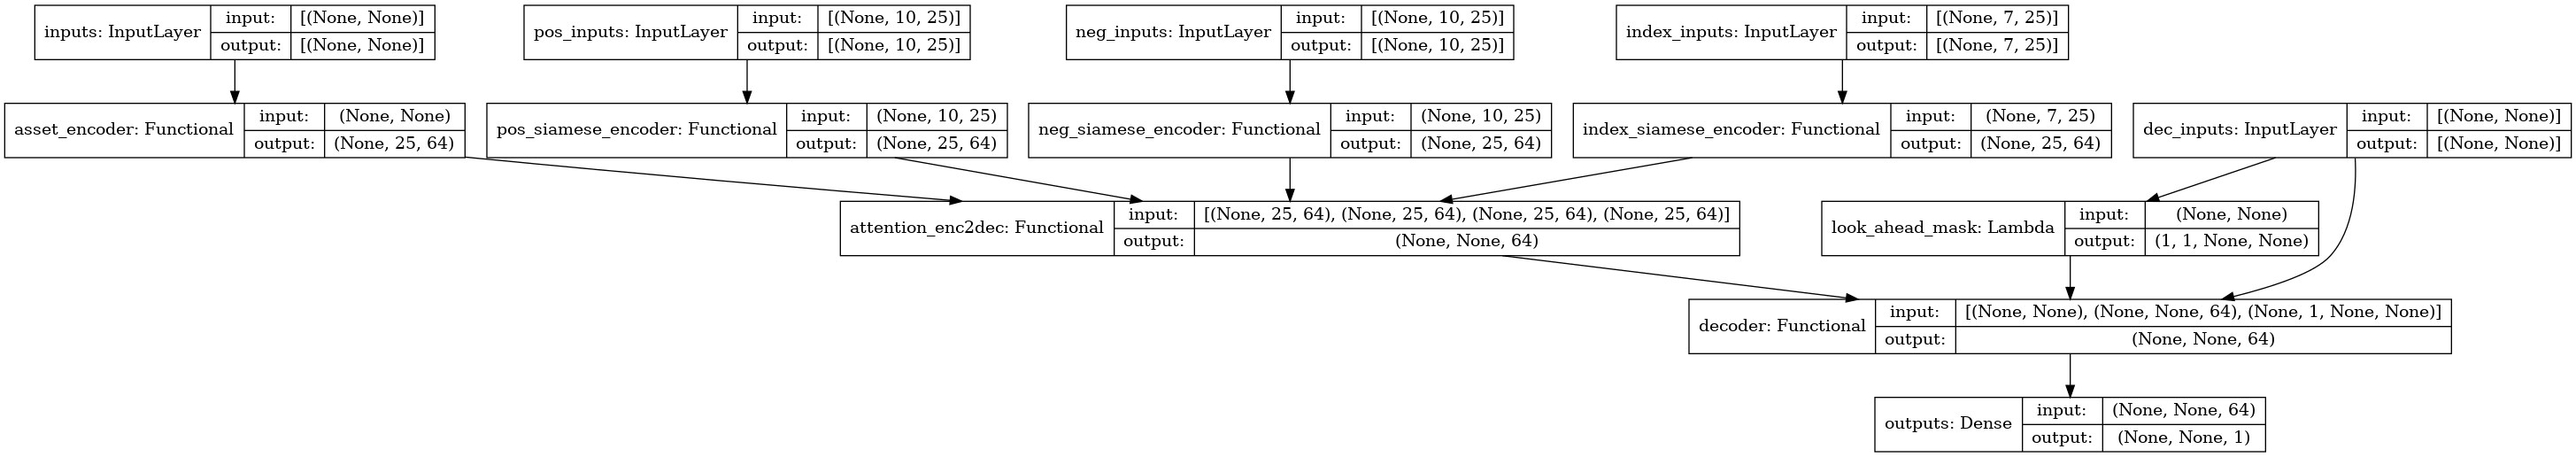 inputs: InputLayer
input: [(None, None)]
output: [(None, None)]
pos_inputs: InputLayer
input: [(None, 10, 25)]
output: [(None, 10, 25)]
neg_inputs: InputLayer
input: [(None, 10, 25)]
output: [(None, 10, 25)]
index_inputs: InputLayer
input: [(None, 7, 25)]
output: [(None, 7, 25)]
asset_encoder: Functional
input: (None, None)
output: (None, 25, 64)
pos_siamese_encoder: Functional
input: (None, 10, 25)
output: (None, 25, 64)
neg_siamese_encoder: Functional
input: (None, 10, 25)
output: (None, 25, 64)
index_siamese_encoder: Functional
input: (None, 7, 25)
output: (None, 25, 64)
dec_inputs: InputLayer
input: [(None, None)]
output: [(None, None)]
attention_enc2dec: Functional
input: [(None, 25, 64), (None, 25, 64), (None, 25, 64), (None, 25, 64)]
output: (None, None, 64)
look_ahead_mask: Lambda
input: (None, None)
output: (1, 1, None, None)
decoder: Functional
input: [(None, None), (None, None, 64), (None, 1, None, None)]
output: (None, None, 64)
outputs: Dense
input: (None, None, 64)
output: (None, None, 1)